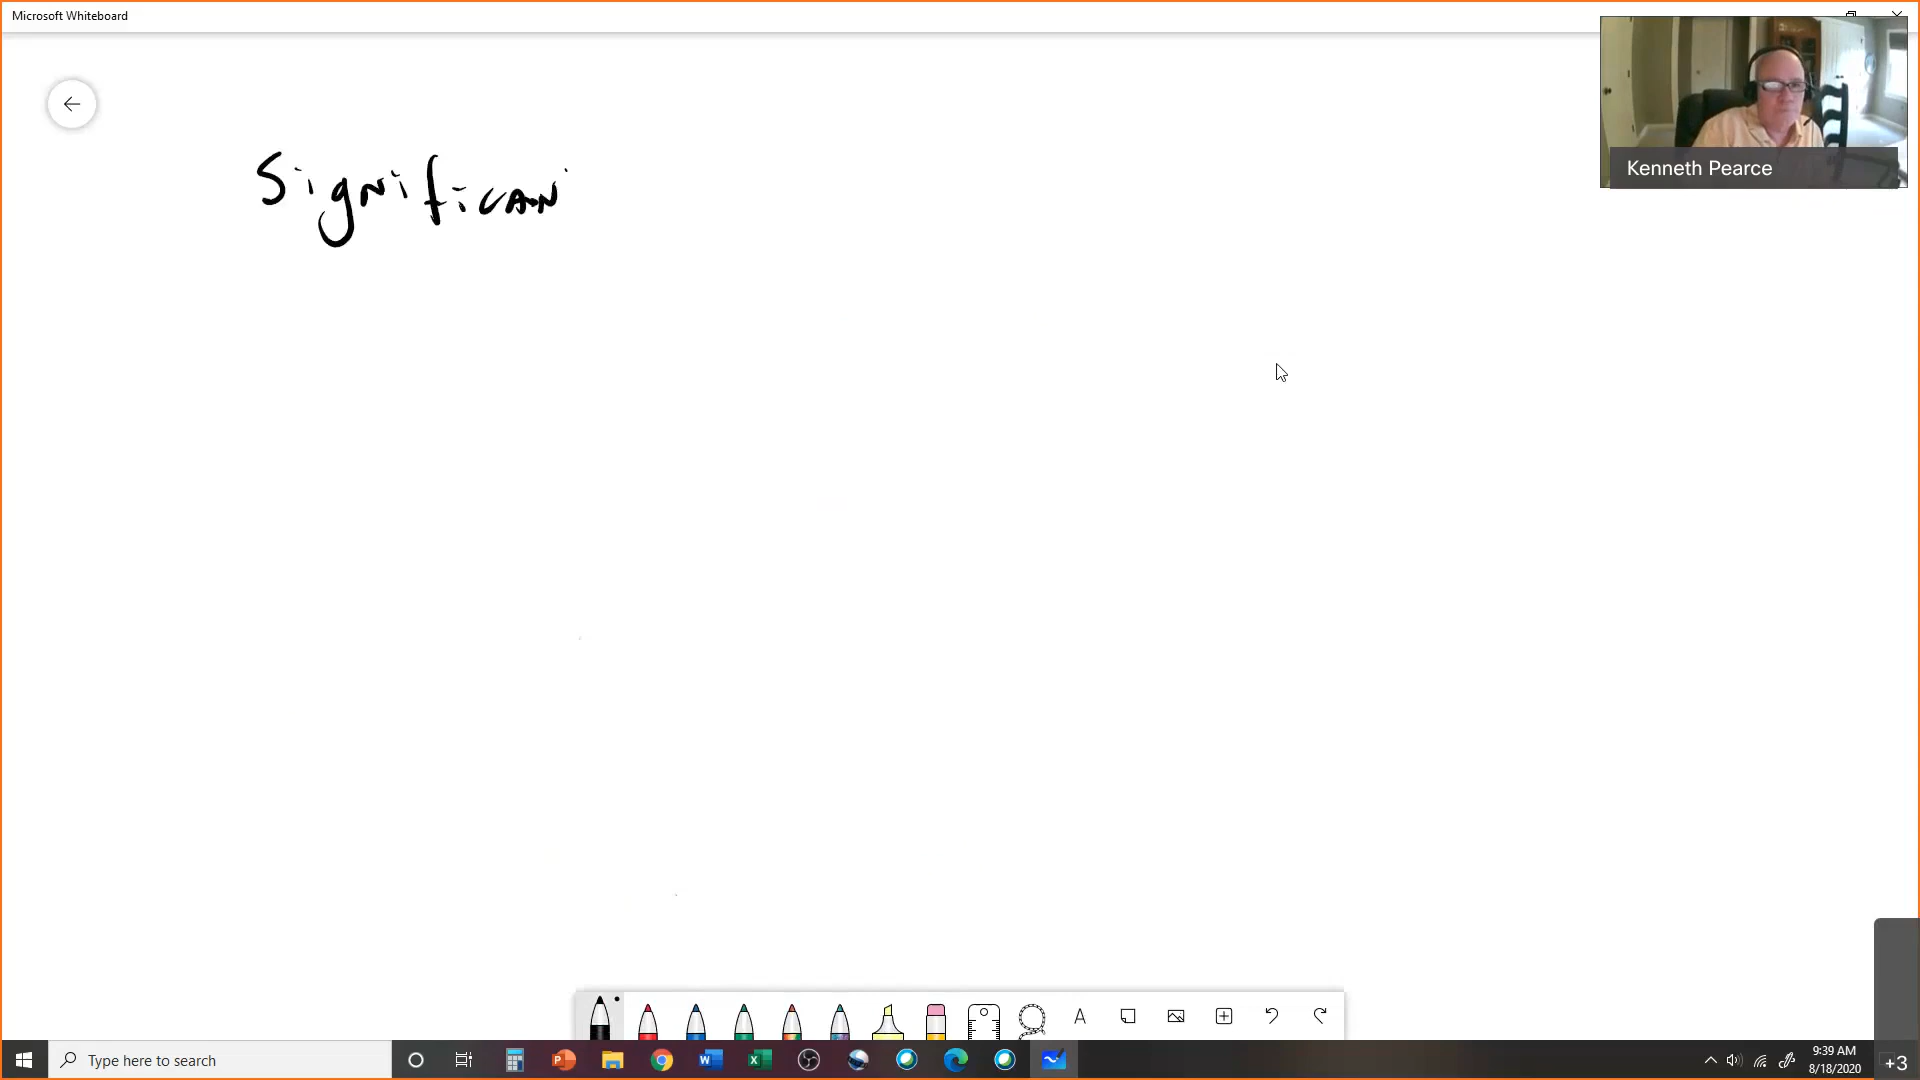 Microsoft Whiteboard
Kenneth Pearce
Significan
Type here to search
9:39 AM
8/18/2020
+3